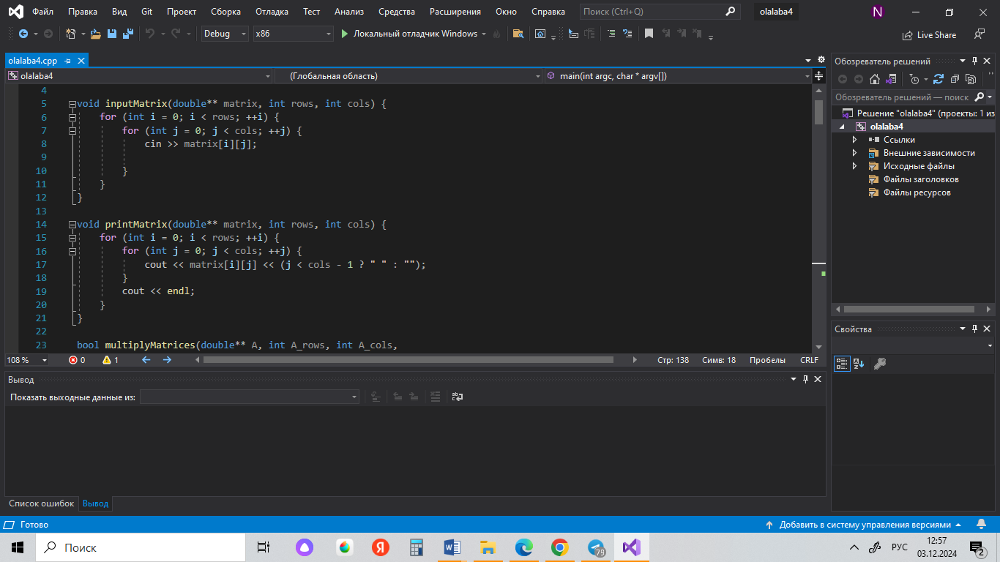 Файл Правка Вид Git Проект Сборка Отладка Тест Анализ Средства Расширения Окно Справка Поиск (Ctrl+Q) olalaba4 N
Debug x86 Локальный отладчик Windows Live Share
olalaba4.cpp
olalaba4 (Глобальная область) main(int argc, char * argv[])
4
5 void inputMatrix(double** matrix, int rows, int cols) {
6 for (int i = 0; i < rows; ++i) {
7 for (int j = 0; j < cols; ++j) {
8 cin >> matrix[i][j];
9
10 }
11 }
12 }
13
14 void printMatrix(double** matrix, int rows, int cols) {
15 for (int i = 0; i < rows; ++i) {
16 for (int j = 0; j < cols; ++j) {
17 cout << matrix[i][j] << (j < cols - 1 ? " " : "");
18 }
19 cout << endl;
20 }
21 }
22
23 bool multiplyMatrices(double** A, int A_rows, int A_cols,
108 % 0 1 Стр: 138 Симв: 18 Пробелы CRLF
Вывод
Показать выходные данные из:
Список ошибок Вывод
Обозреватель решений
Обозреватель решений — поиск
Решение "olalaba4" (проекты: 1 из
olalaba4
Ссылки
Внешние зависимости
Исходные файлы
Файлы заголовков
Файлы ресурсов
Свойства
Готово Добавить в систему управления версиями
Поиск Я 79 РУС 12:57
03.12.2024 2